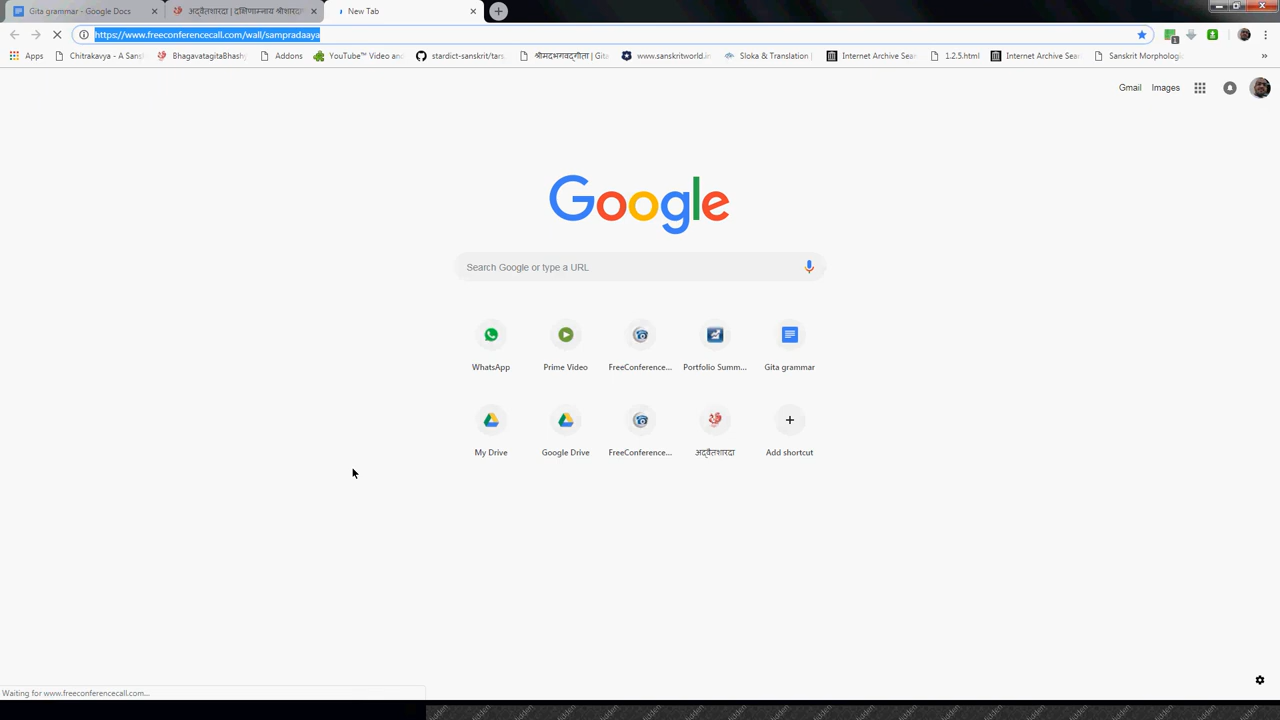 Gita grammar - Google Docs
अद्वैतशारदा | दक्षिणाम्नाय श्रीशारदा
New Tab
https://www.freeconferencecall.com/wall/sampradaaya
Apps
Chitrakavya - A Sans
BhagavatagitaBhashy
Addons
YouTube™ Video and
stardict-sanskrit/tars
श्रीमद्भगवद्गीता | Gita
www.sanskritworld.in
Sloka & Translation |
Internet Archive Sear
1.2.5.html
Internet Archive Sear
Sanskrit Morphologic
»
Gmail Images
Google
Search Google or type a URL
WhatsApp
Prime Video
FreeConference...
Portfolio Summ...
Gita grammar
My Drive
Google Drive
FreeConference...
अद्वैतशारदा
Add shortcut
Waiting for www.freeconferencecall.com...